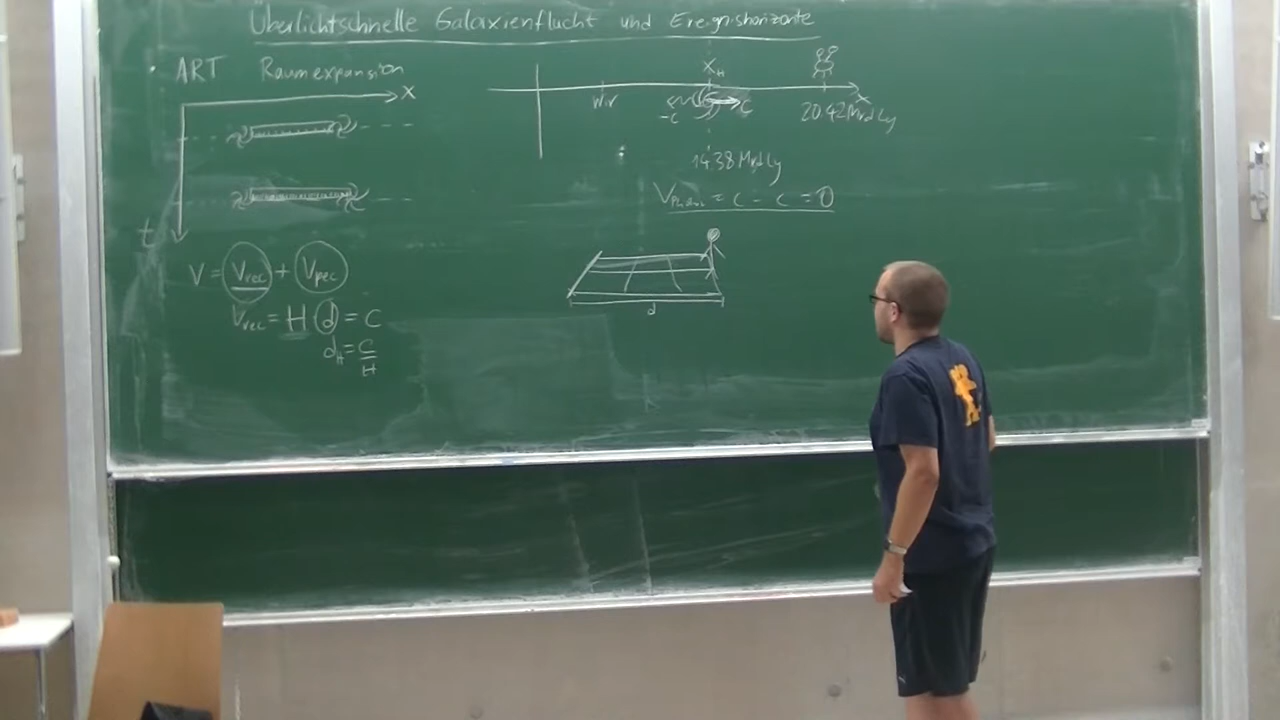 Überlichtschnelle Galaxienflucht und Ereignishorizonte
ART Raumexpansion
x
t
V = V_rec + V_pec
V_rec = H d = c
d_H = c/H
x_H
x
Wir
-c
c
20.42 Mrd Ly
14.38 Mrd Ly
V_Phot = c - c = 0
d